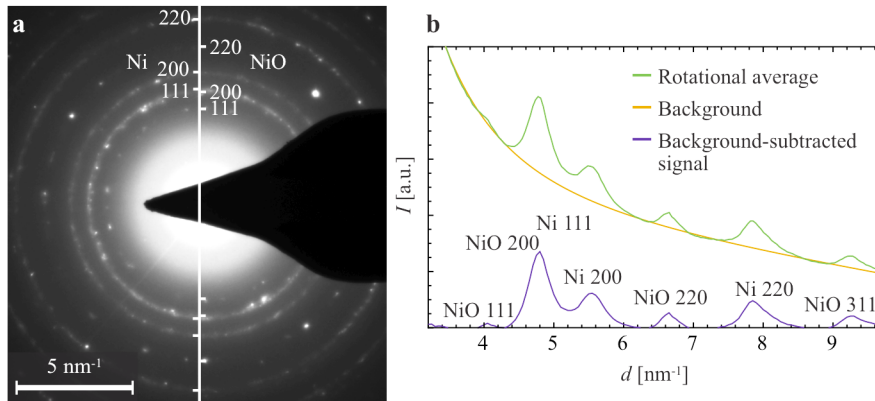 a
220
220
Ni
NiO
200
200
111
111
5 nm⁻¹
b
Rotational average
Background
Background-subtracted
signal
I [a.u.]
Ni 111
NiO 200
Ni 200
NiO 111
NiO 220
Ni 220
NiO 311
4 5 6 7 8 9
d [nm⁻¹]